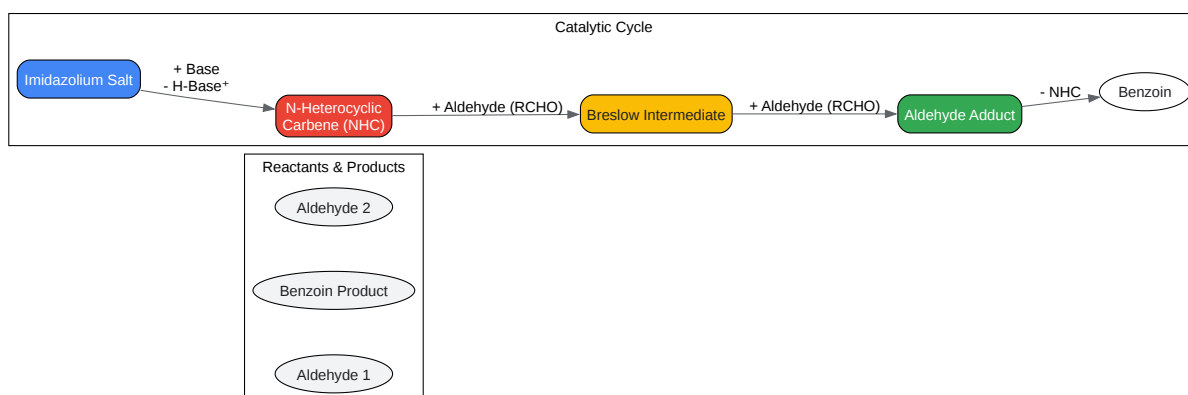 Catalytic Cycle
Imidazolium Salt
+ Base
- H-Base⁺
N-Heterocyclic
Carbene (NHC)
+ Aldehyde (RCHO)
Breslow Intermediate
+ Aldehyde (RCHO)
Aldehyde Adduct
- NHC
Benzoin
Reactants & Products
Aldehyde 2
Benzoin Product
Aldehyde 1